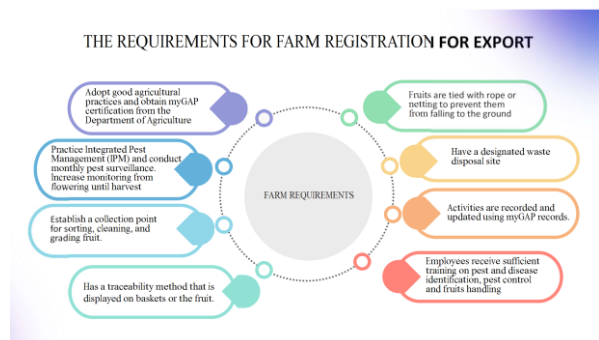 THE REQUIREMENTS FOR FARM REGISTRATION FOR EXPORT
Adopt good agricultural
practices and obtain myGAP
certification from the
Department of Agriculture
Practice Integrated Pest
Management (IPM) and conduct
monthly pest surveillance.
Increase monitoring from
flowering until harvest
Establish a collection point
for sorting, cleaning, and
grading fruit.
Has a traceability method that is
displayed on baskets or the fruit.
FARM REQUIREMENTS
Fruits are tied with rope or
netting to prevent them
from falling to the ground
Have a designated waste
disposal site
Activities are recorded and
updated using myGAP records.
Employees receive sufficient
training on pest and disease
identification, pest control
and fruits handling